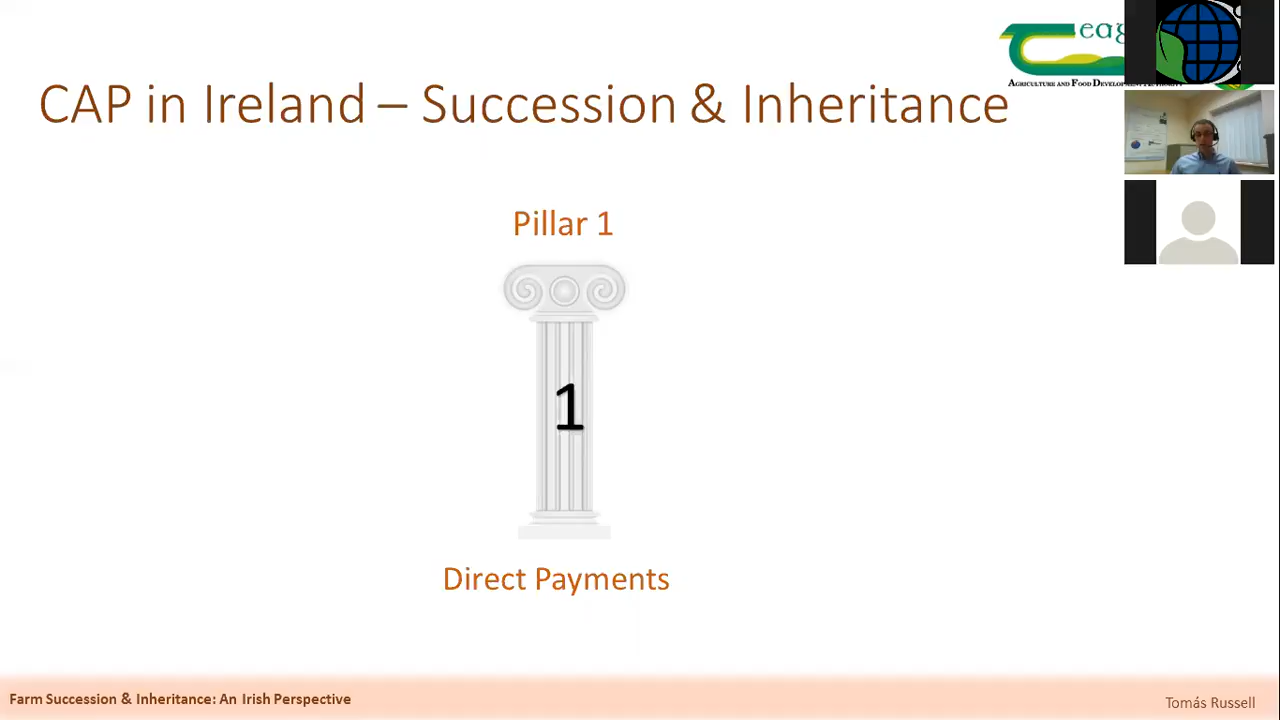 CAP in Ireland – Succession & Inheritance
Pillar 1
1
Direct Payments
Farm Succession & Inheritance: An Irish Perspective
Tomás Russell